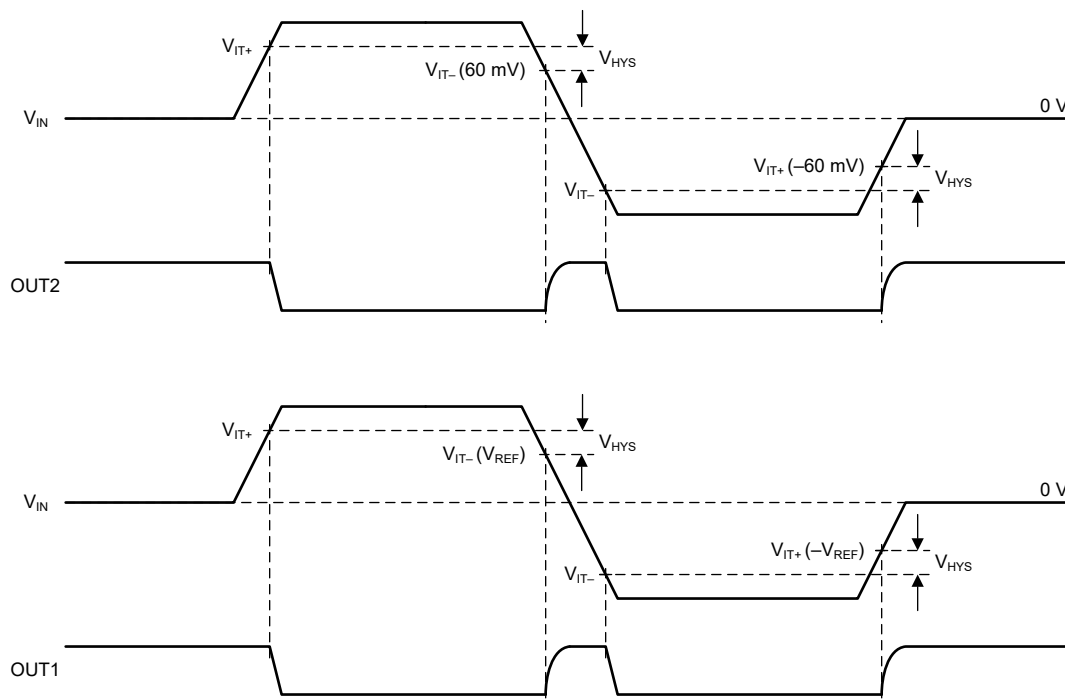 V_IT+
V_IT– (60 mV)
V_HYS
V_IN
0 V
V_IT+ (–60 mV)
V_HYS
V_IT–
OUT2
V_IT+
V_IT– (V_REF)
V_HYS
V_IN
0 V
V_IT+ (–V_REF)
V_HYS
V_IT–
OUT1